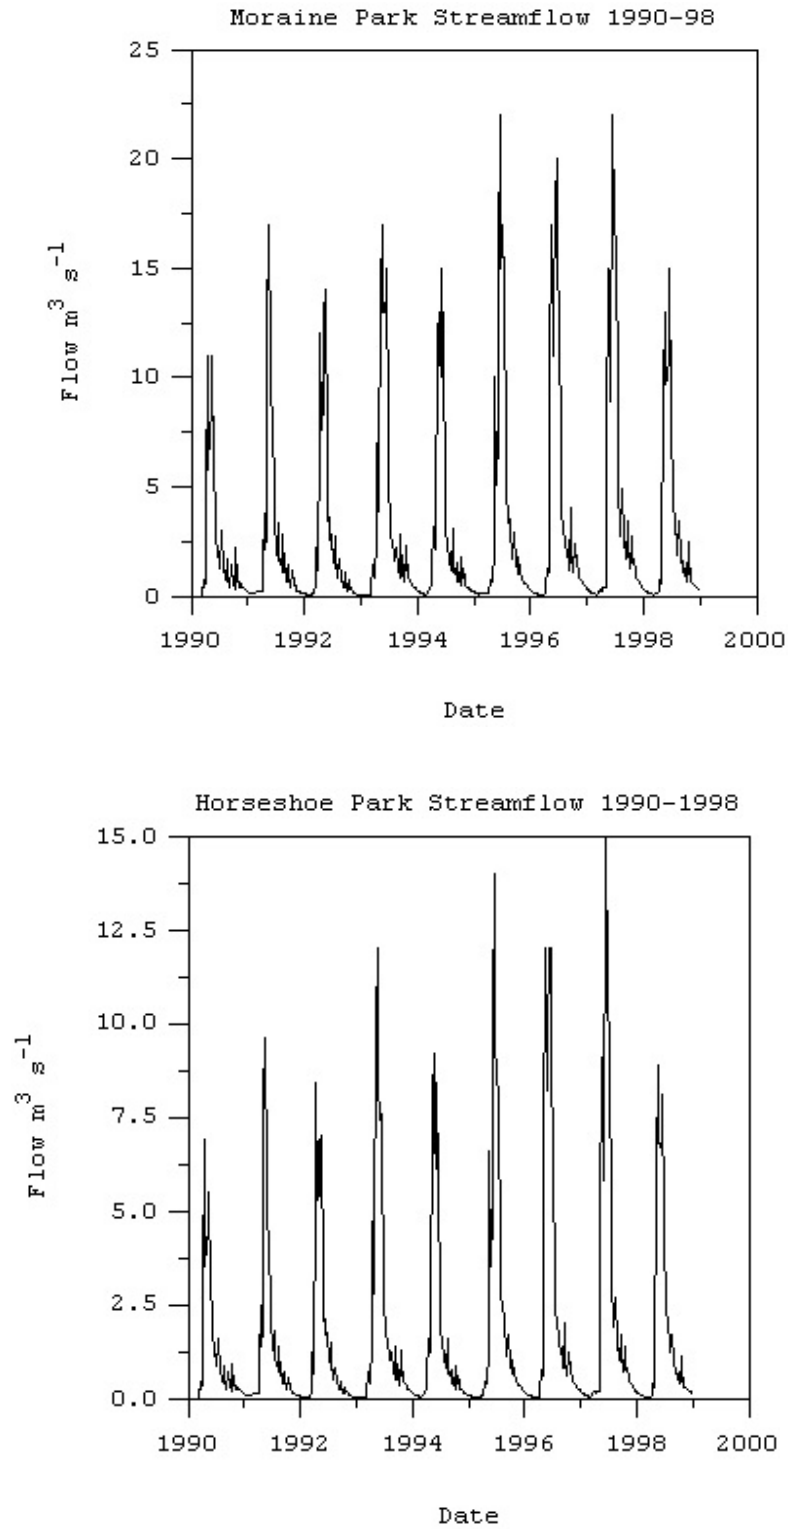 Moraine Park Streamflow 1990-98
25
20
15
10
5
0
Flow m³ s⁻¹
1990 1992 1994 1996 1998 2000
Date
Horseshoe Park Streamflow 1990-1998
15.0
12.5
10.0
7.5
5.0
2.5
0.0
Flow m³ s⁻¹
1990 1992 1994 1996 1998 2000
Date